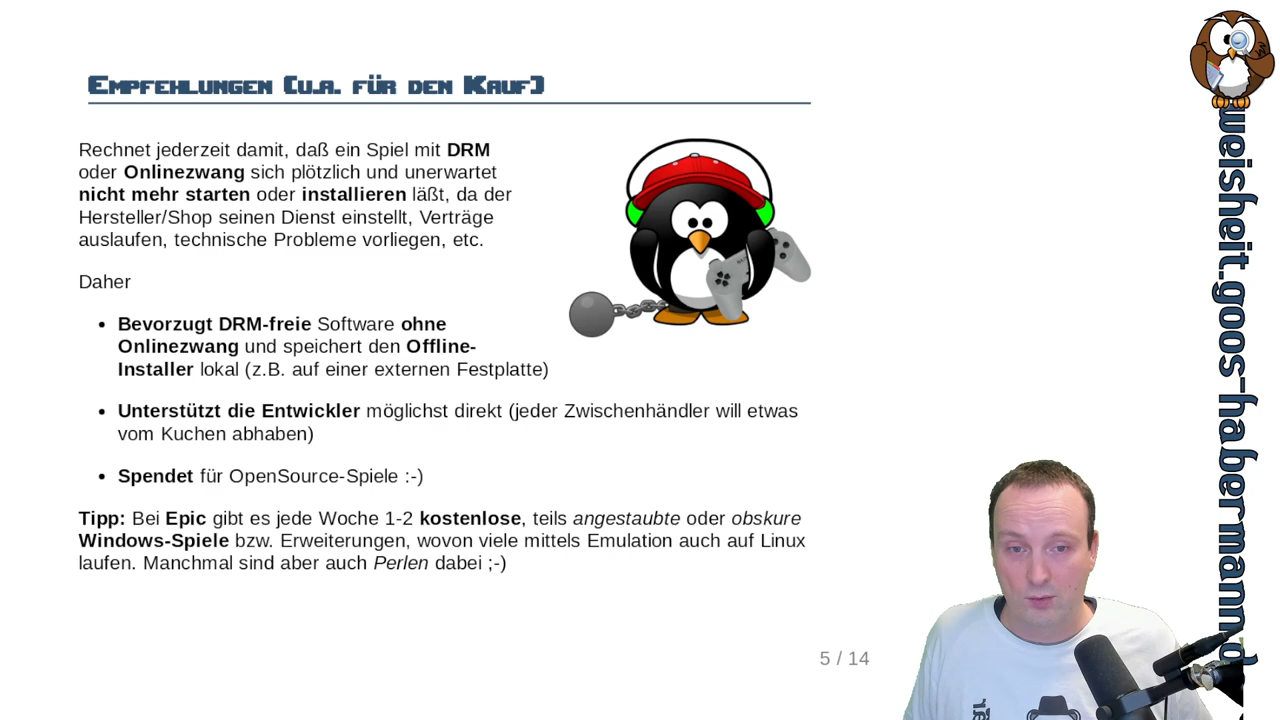 Empfehlungen (u.a. für den Kauf)
Rechnet jederzeit damit, daß ein Spiel mit DRM
oder Onlinezwang sich plötzlich und unerwartet
nicht mehr starten oder installieren läßt, da der
Hersteller/Shop seinen Dienst einstellt, Verträge
auslaufen, technische Probleme vorliegen, etc.
Daher
• Bevorzugt DRM-freie Software ohne
Onlinezwang und speichert den Offline-
Installer lokal (z.B. auf einer externen Festplatte)
• Unterstützt die Entwickler möglichst direkt (jeder Zwischenhändler will etwas
vom Kuchen abhaben)
• Spendet für OpenSource-Spiele :-)
Tipp: Bei Epic gibt es jede Woche 1-2 kostenlose, teils angestaubte oder obskure
Windows-Spiele bzw. Erweiterungen, wovon viele mittels Emulation auch auf Linux
laufen. Manchmal sind aber auch Perlen dabei ;-)
5 / 14
weisheit.goos-habermann.d